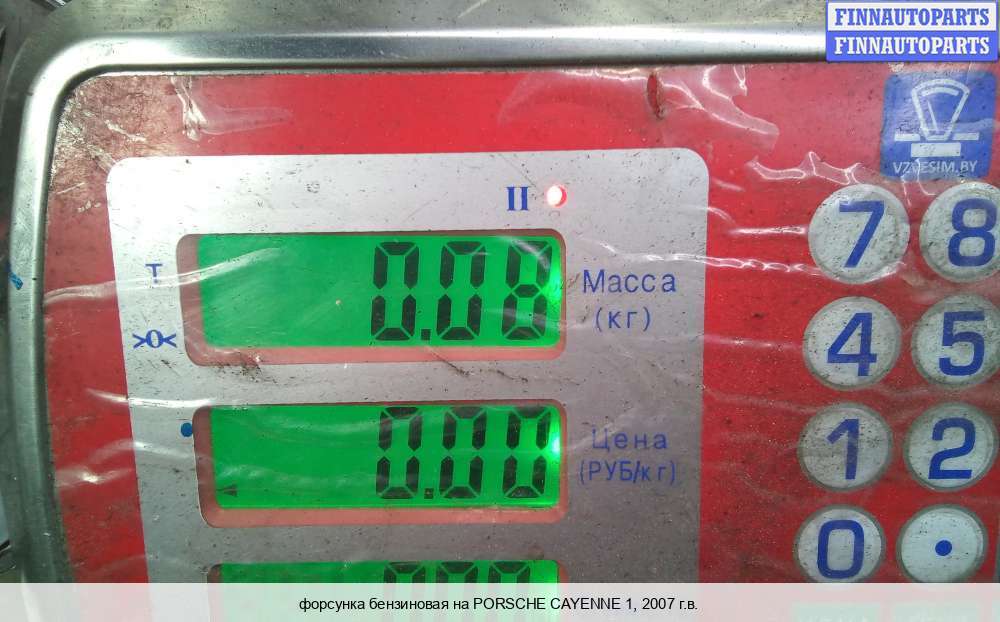 FINNAUTOPARTS
FINNAUTOPARTS
VZVESIM.BY
II
T
0.08
Масса
(кг)
>0<
7 8
4 5
0.00
Цена
(РУБ/кг)
1 2
0 .
форсунка бензиновая на PORSCHE CAYENNE 1, 2007 г.в.